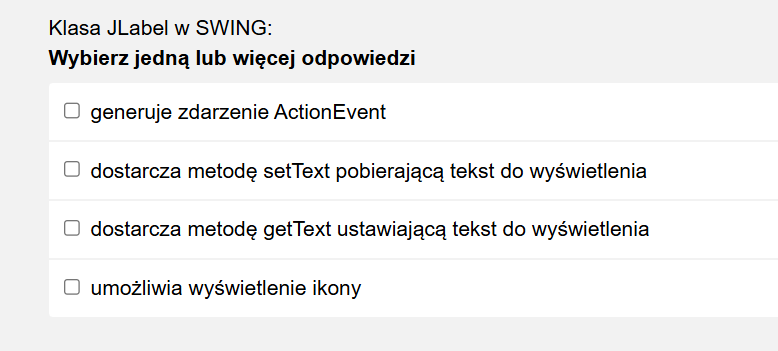 Klasa JLabel w SWING:
Wybierz jedną lub więcej odpowiedzi
generuje zdarzenie ActionEvent
dostarcza metodę setText pobierającą tekst do wyświetlenia
dostarcza metodę getText ustawiającą tekst do wyświetlenia
umożliwia wyświetlenie ikony